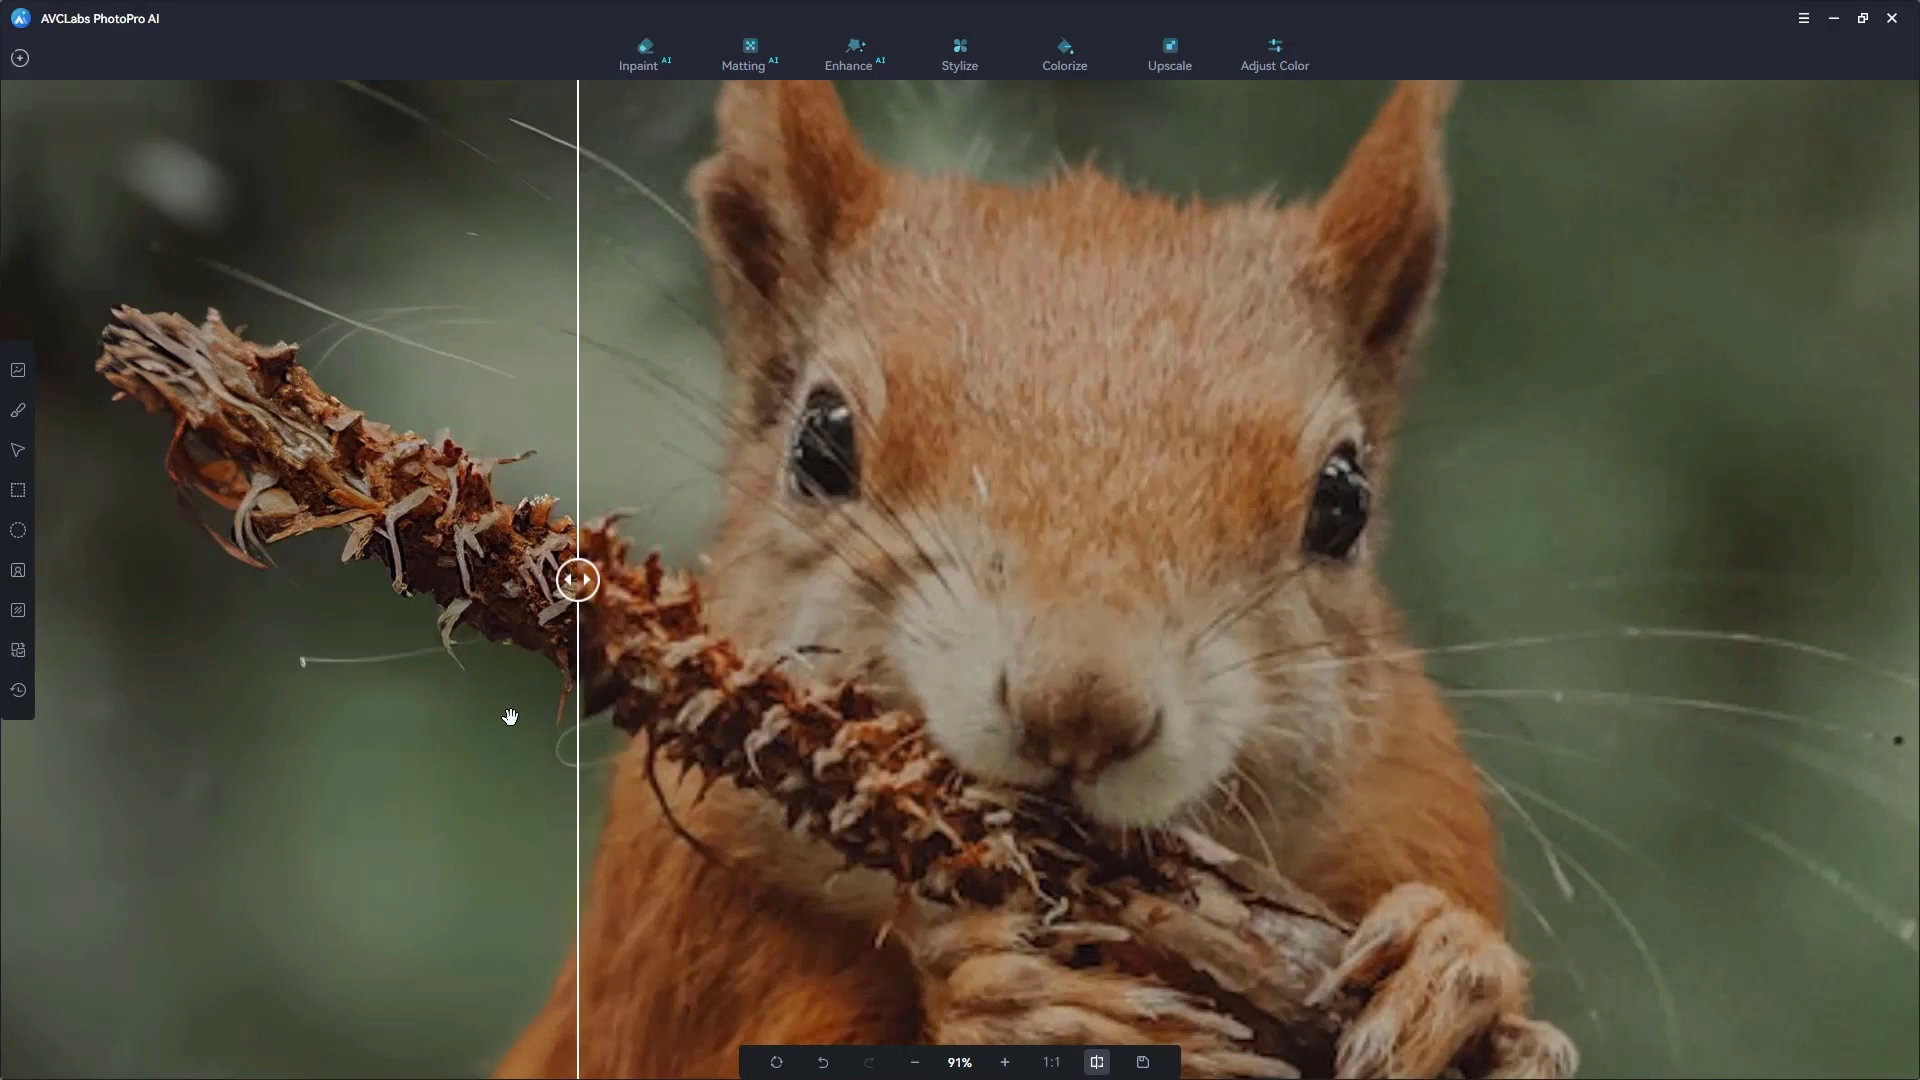 AVCLabs PhotoPro AI
Inpaint AI
Matting AI
Enhance AI
Stylize
Colorize
Upscale
Adjust Color
91%
1:1